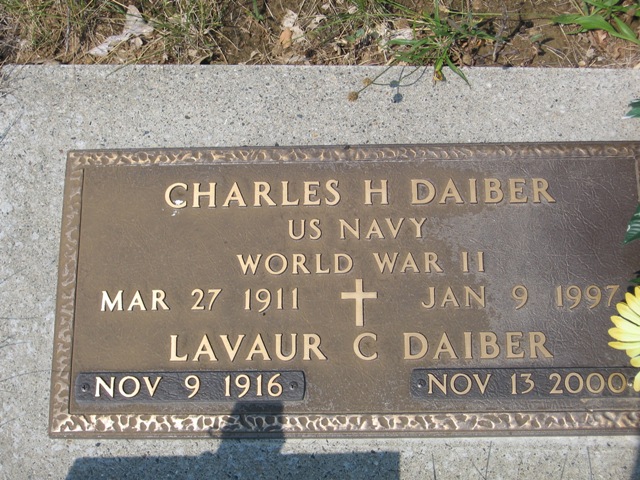 CHARLES H DAIBER
US NAVY
WORLD WAR II
MAR 27 1911 JAN 9 1997
LAVAUR C DAIBER
NOV 9 1916 NOV 13 2000